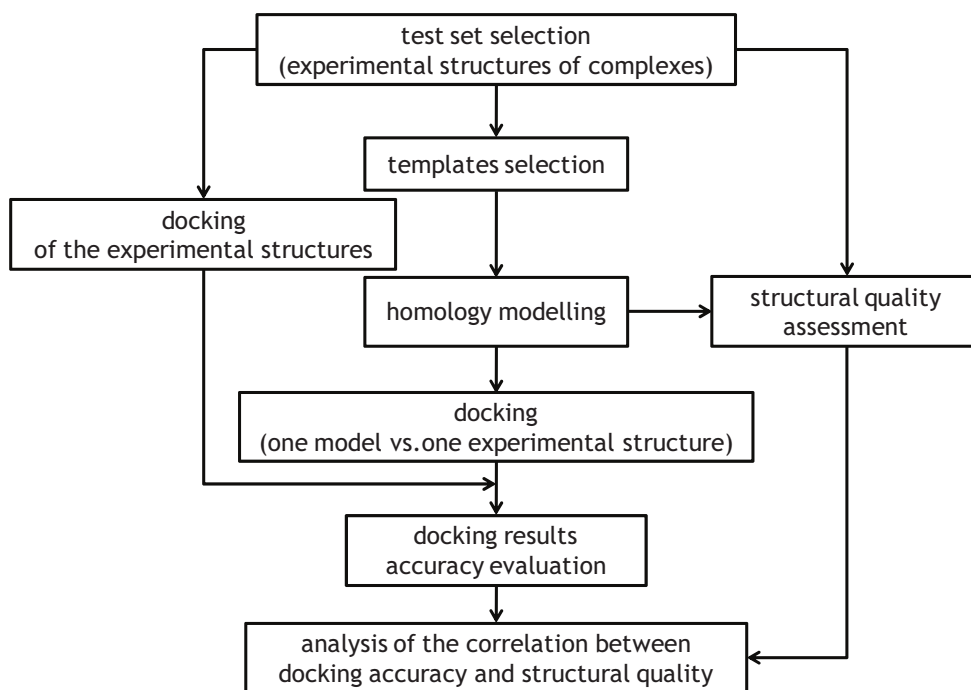 test set selection
(experimental structures of complexes)
templates selection
docking
of the experimental structures
homology modelling
structural quality
assessment
docking
(one model vs.one experimental structure)
docking results
accuracy evaluation
analysis of the correlation between
docking accuracy and structural quality